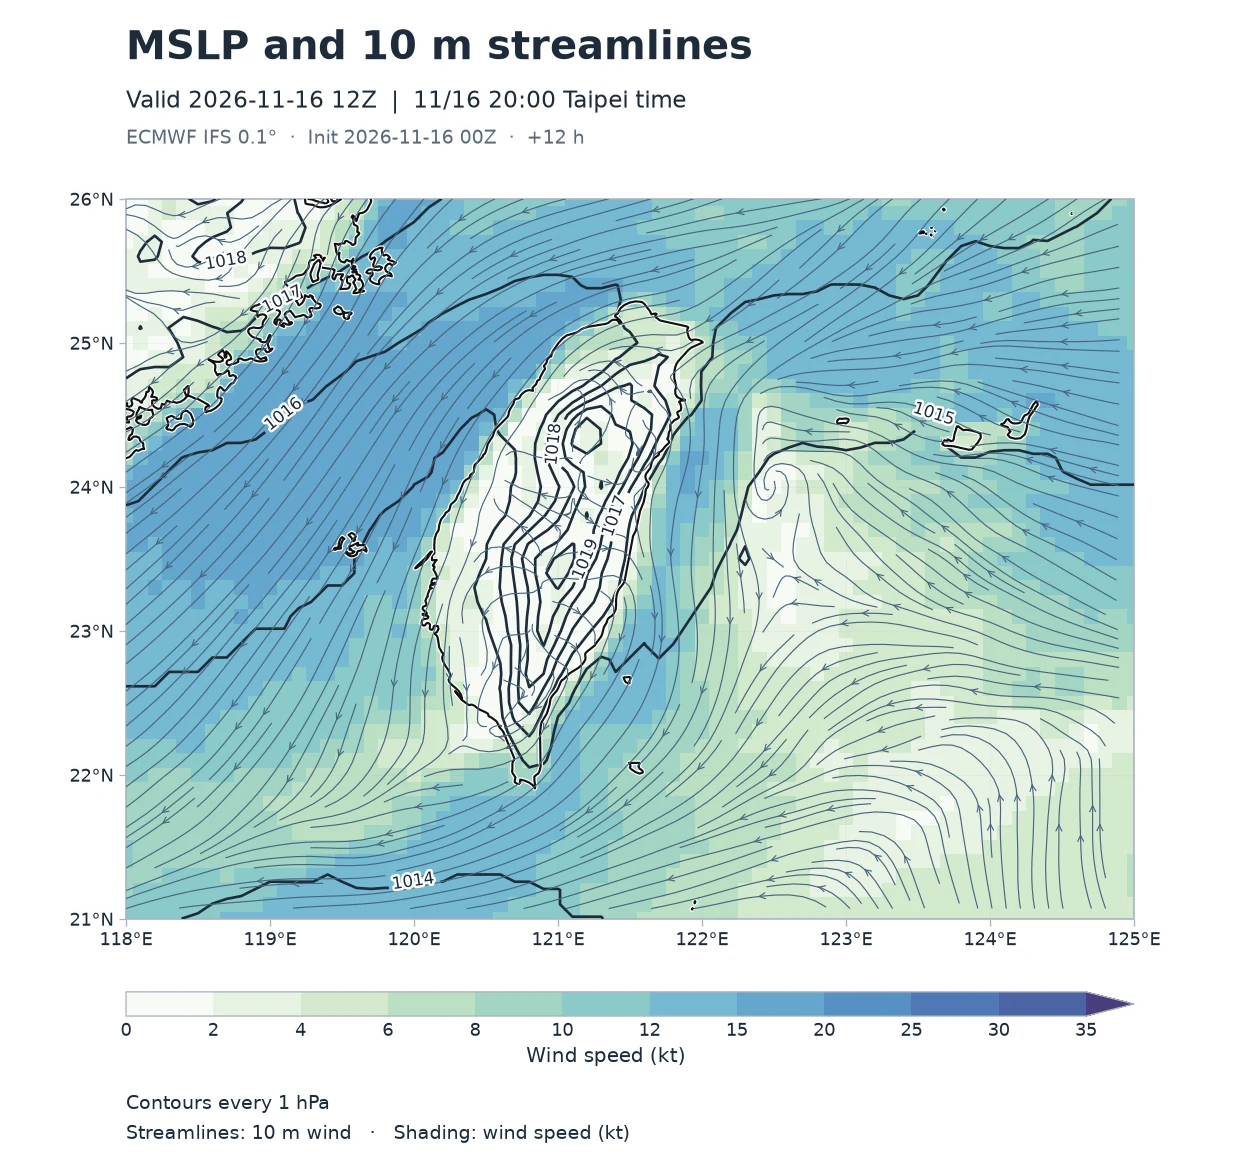 MSLP and 10 m streamlines
Valid 2026-11-16 12Z | 11/16 20:00 Taipei time
ECMWF IFS 0.1° · Init 2026-11-16 00Z · +12 h
26°N
1018
1017
25°N
1016
1015
1018
24°N
1017
1019
23°N
22°N
1014
21°N
118°E 119°E 120°E 121°E 122°E 123°E 124°E 125°E
0 2 4 6 8 10 12 15 20 25 30 35
Wind speed (kt)
Contours every 1 hPa
Streamlines: 10 m wind · Shading: wind speed (kt)